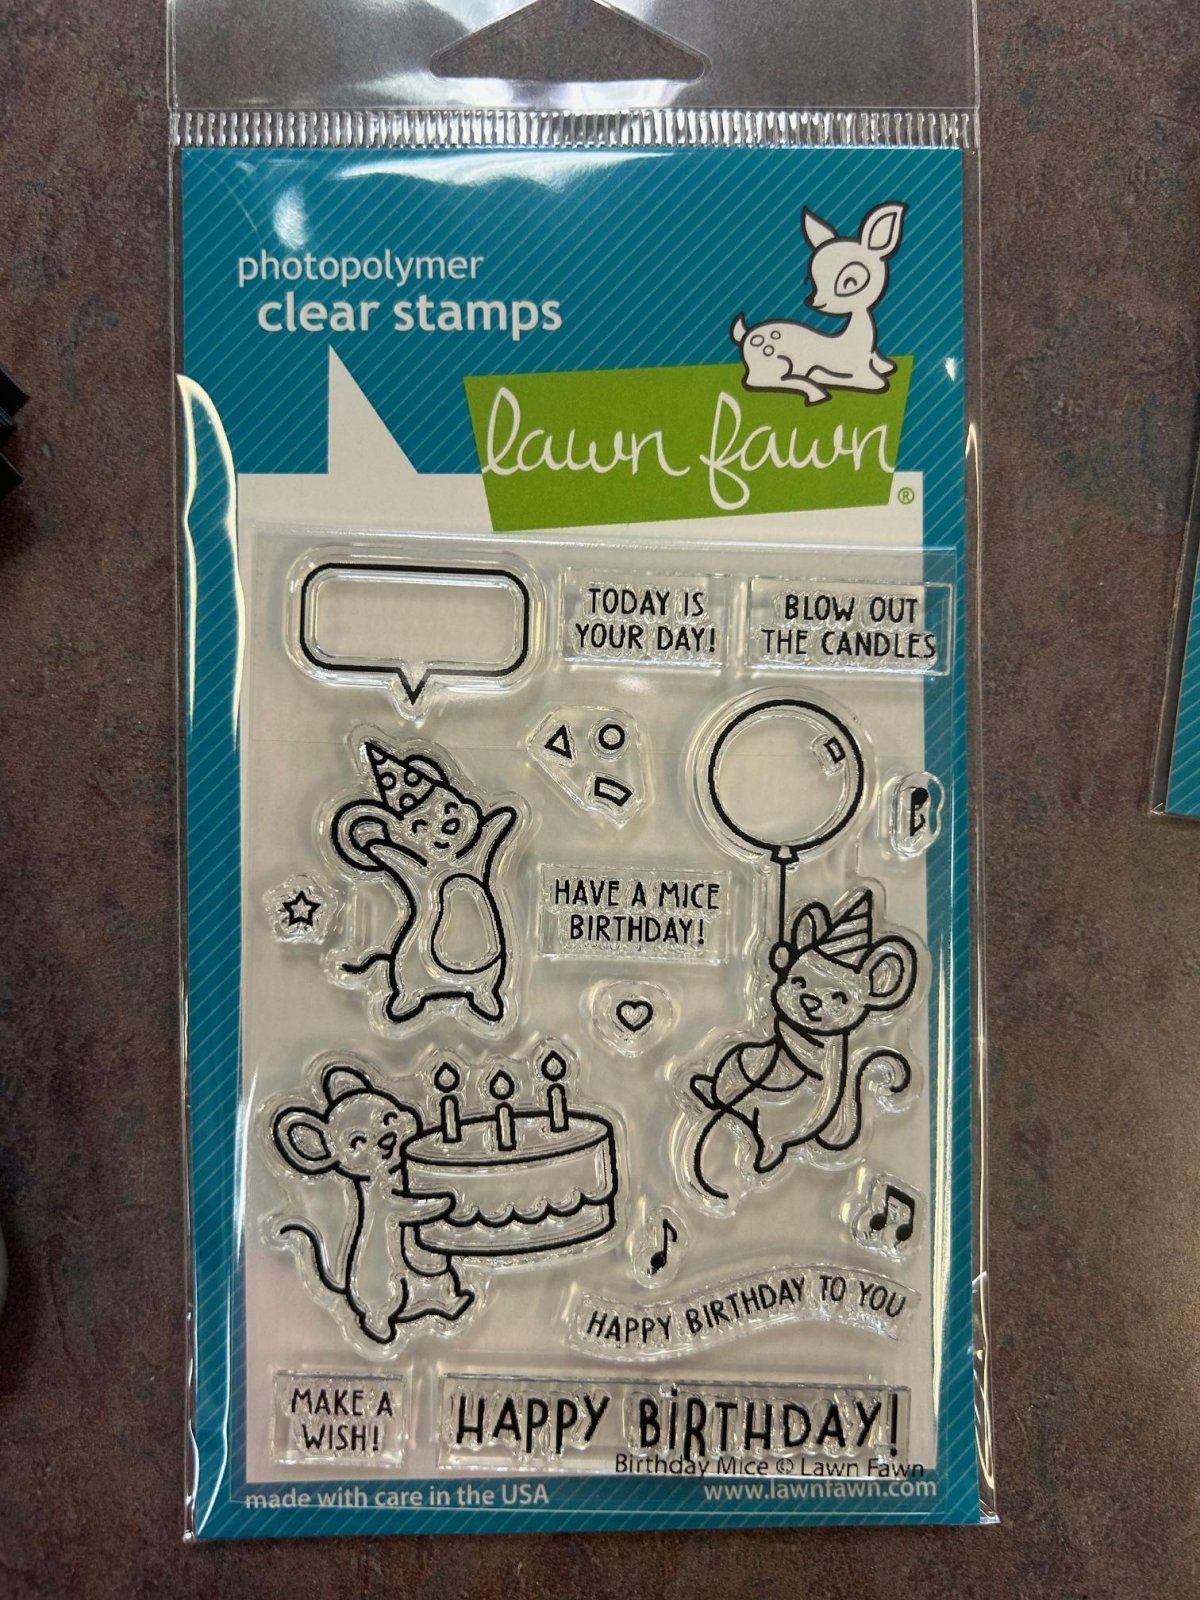 photopolymer
clear stamps
lawn fawn
®
TODAY IS
YOUR DAY!
BLOW OUT
THE CANDLES
HAVE A MICE
BIRTHDAY!
HAPPY BIRTHDAY TO YOU
MAKE A
WISH!
HAPPY BiRTHDAY!
Birthday Mice © Lawn Fawn
made with care in the USA
www.lawnfawn.com